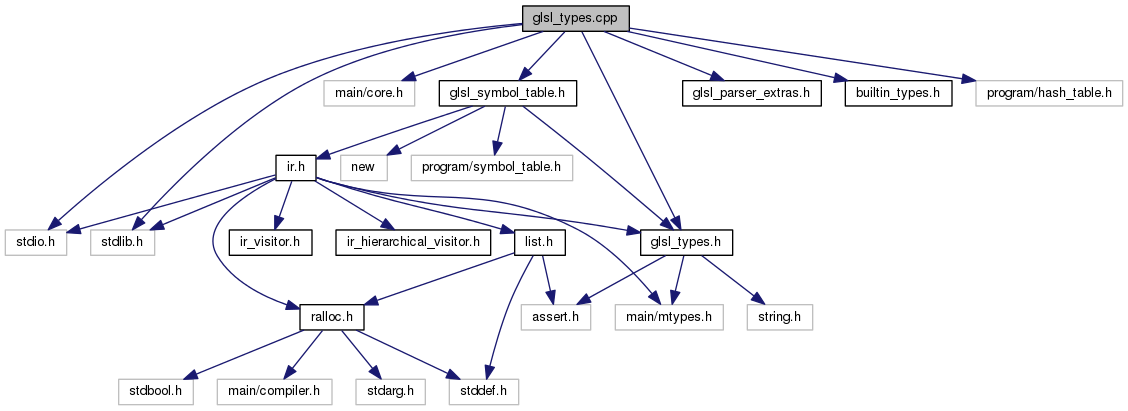 glsl_types.cpp
main/core.h
glsl_symbol_table.h
glsl_parser_extras.h
builtin_types.h
program/hash_table.h
ir.h
new
program/symbol_table.h
stdio.h
stdlib.h
ir_visitor.h
ir_hierarchical_visitor.h
list.h
glsl_types.h
ralloc.h
assert.h
main/mtypes.h
string.h
stdbool.h
main/compiler.h
stdarg.h
stddef.h